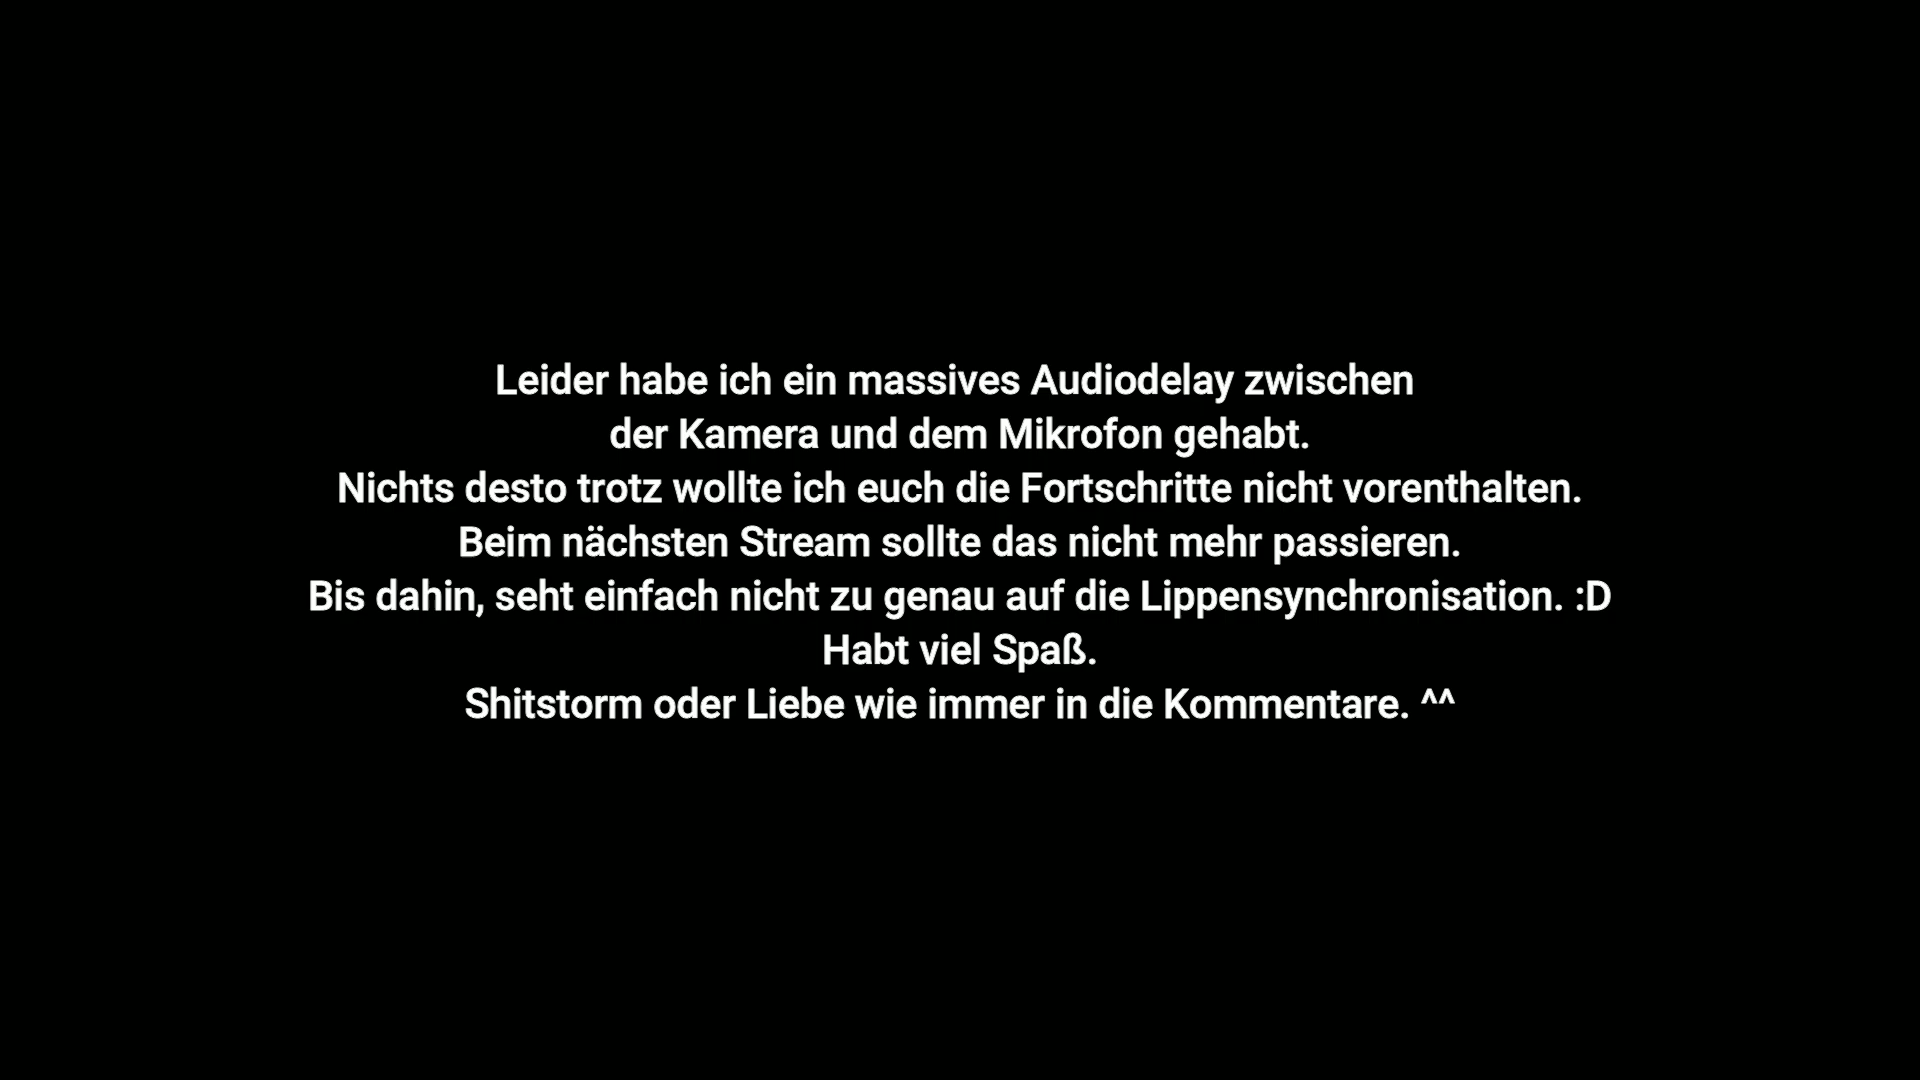 Leider habe ich ein massives Audiodelay zwischen
der Kamera und dem Mikrofon gehabt.
Nichts desto trotz wollte ich euch die Fortschritte nicht vorenthalten.
Beim nächsten Stream sollte das nicht mehr passieren.
Bis dahin, seht einfach nicht zu genau auf die Lippensynchronisation. :D
Habt viel Spaß.
Shitstorm oder Liebe wie immer in die Kommentare. ^^